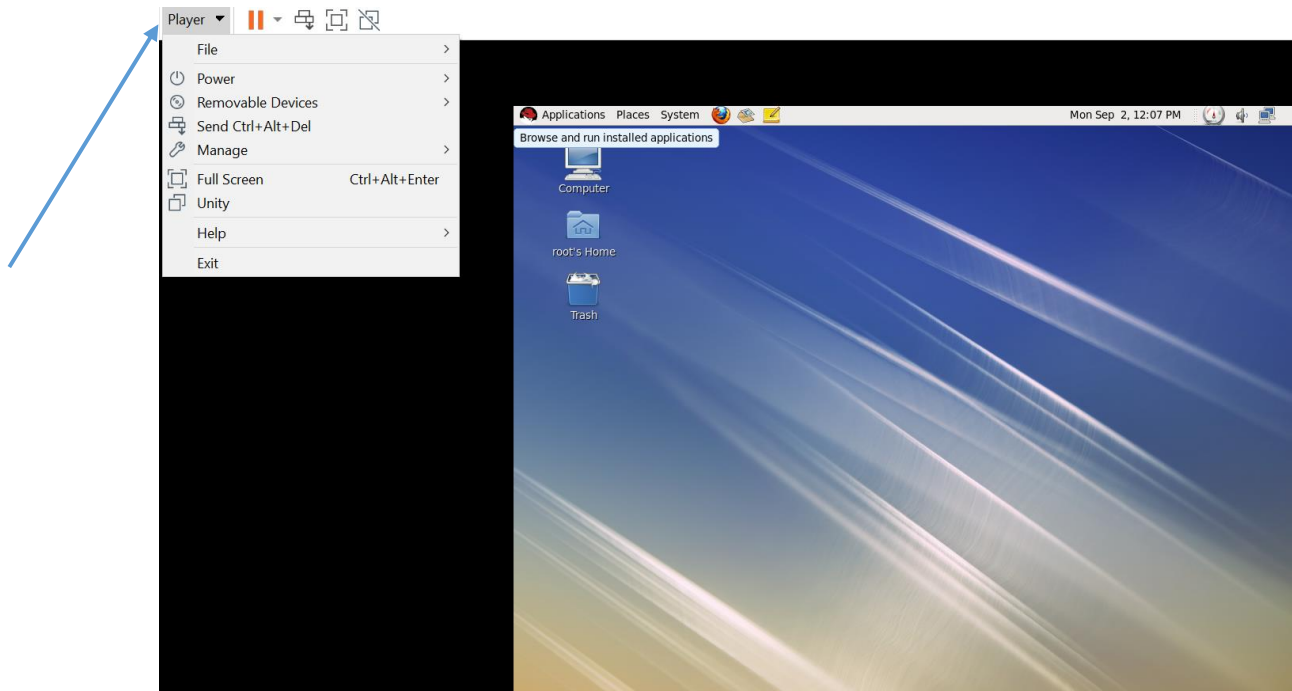 Player
File
Power
Removable Devices
Send Ctrl+Alt+Del
Manage
Full Screen Ctrl+Alt+Enter
Unity
Help
Exit
Applications Places System Mon Sep 2, 12:07 PM
Browse and run installed applications
Computer
root's Home
Trash